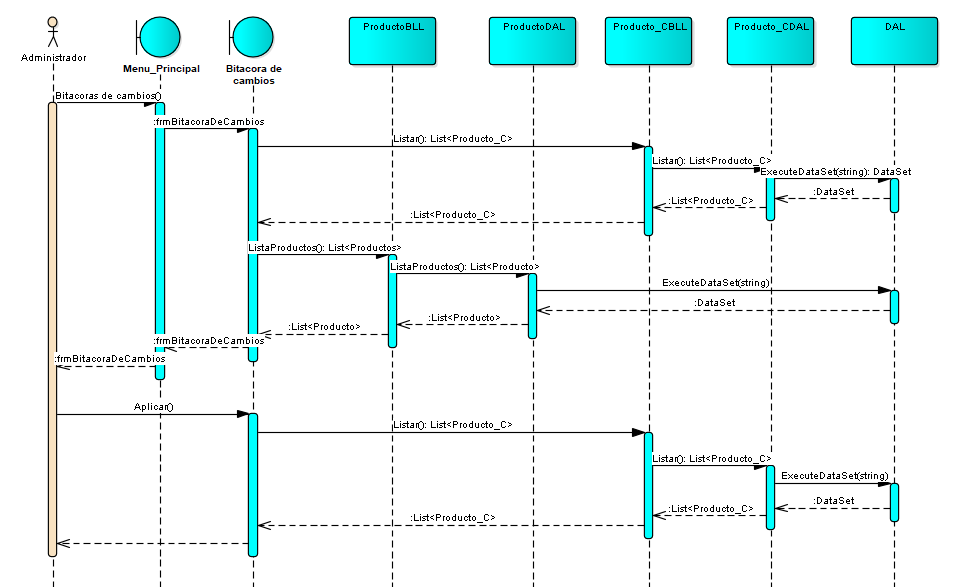 ProductoBLL
ProductoDAL
Producto_CBLL
Producto_CDAL
DAL
Administrador
Menu_Principal
Bitacora de
cambios
Bitacoras de cambios()
:frmBitacoraDeCambios
Listar(): List<Producto_C>
Listar(): List<Producto_C>
ExecuteDataSet(string): DataSet
:DataSet
:List<Producto_C>
:List<Producto_C>
ListaProductos(): List<Productos>
ListaProductos(): List<Producto>
ExecuteDataSet(string)
:DataSet
:List<Producto>
:List<Producto>
:frmBitacoraDeCambios
:frmBitacoraDeCambios
Aplicar()
Listar(): List<Producto_C>
Listar(): List<Producto_C>
ExecuteDataSet(string)
:DataSet
:List<Producto_C>
:List<Producto_C>